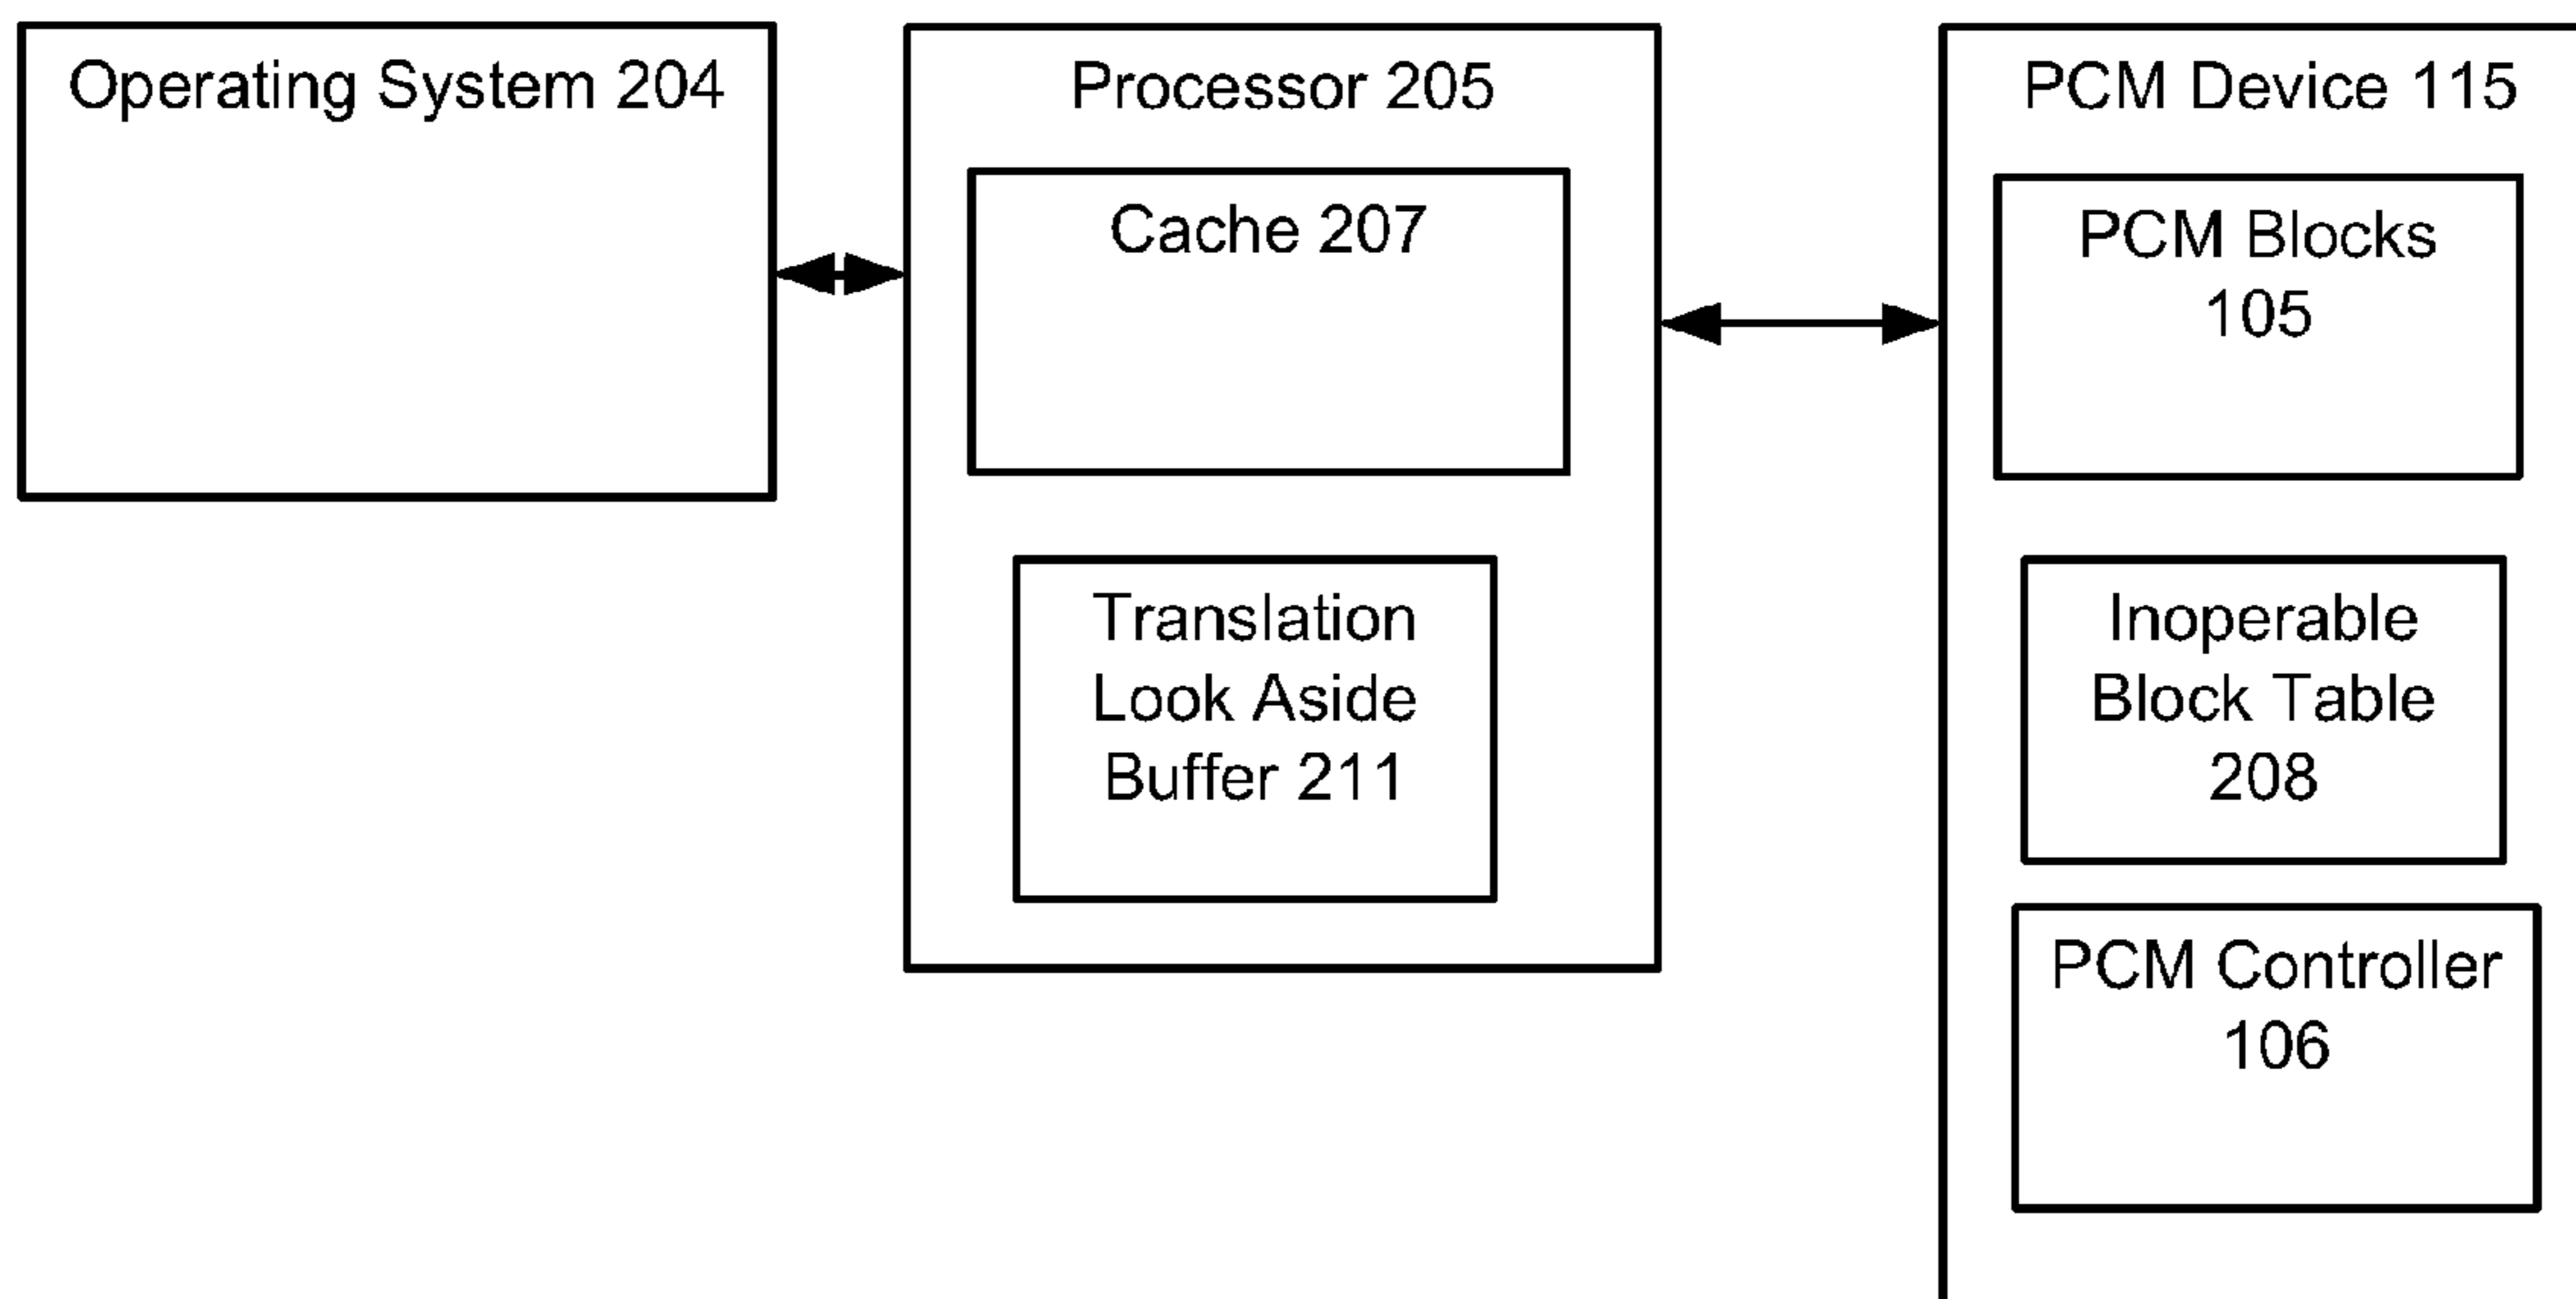 Operating System 204
Processor 205
Cache 207
Translation
Look Aside
Buffer 211
PCM Device 115
PCM Blocks
105
Inoperable
Block Table
208
PCM Controller
106